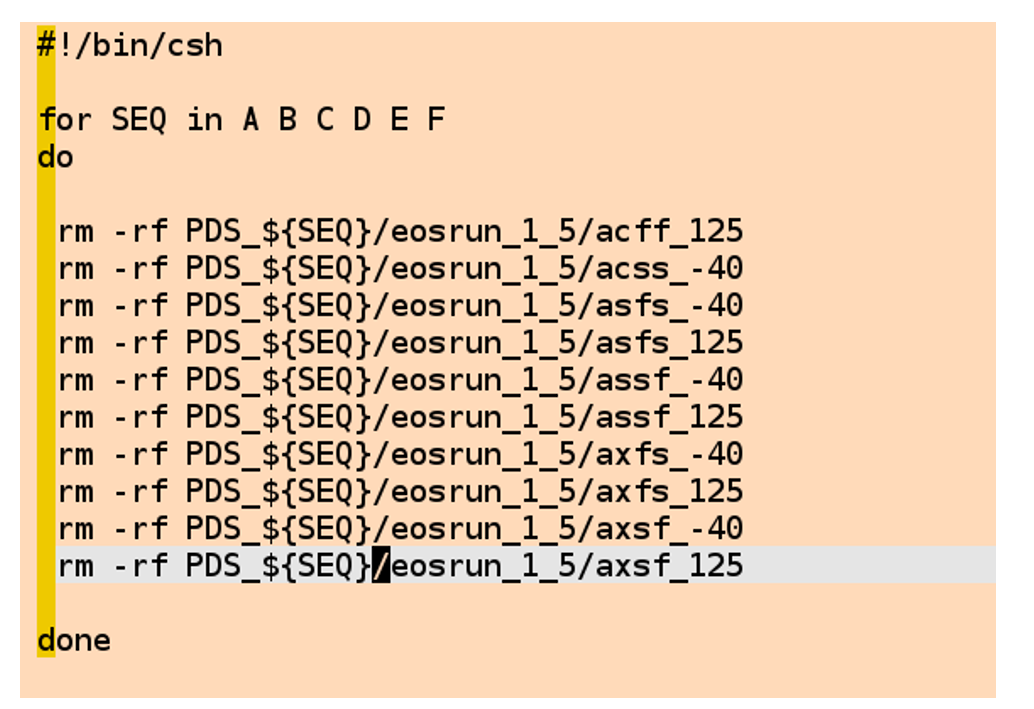 #!/bin/csh
for SEQ in A B C D E F
do
rm -rf PDS_${SEQ}/eosrun_1_5/acff_125
rm -rf PDS_${SEQ}/eosrun_1_5/acss_-40
rm -rf PDS_${SEQ}/eosrun_1_5/asfs_-40
rm -rf PDS_${SEQ}/eosrun_1_5/asfs_125
rm -rf PDS_${SEQ}/eosrun_1_5/assf_-40
rm -rf PDS_${SEQ}/eosrun_1_5/assf_125
rm -rf PDS_${SEQ}/eosrun_1_5/axfs_-40
rm -rf PDS_${SEQ}/eosrun_1_5/axfs_125
rm -rf PDS_${SEQ}/eosrun_1_5/axsf_-40
rm -rf PDS_${SEQ}/eosrun_1_5/axsf_125
done